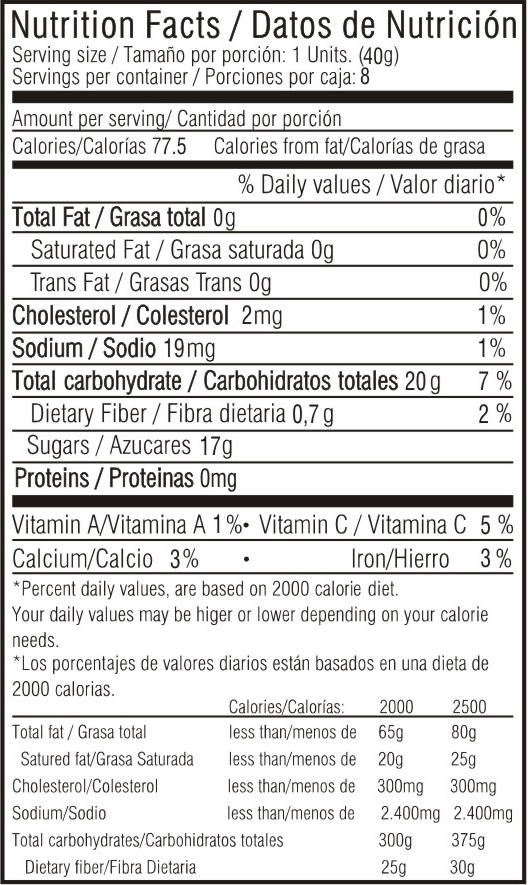 Nutrition Facts / Datos de Nutrición
Serving size / Tamaño por porción: 1 Units. (40g)
Servings per container / Porciones por caja: 8
Amount per serving/ Cantidad por porción
Calories/Calorías 77.5 Calories from fat/Calorías de grasa
% Daily values / Valor diario*
Total Fat / Grasa total 0g 0%
Saturated Fat / Grasa saturada 0g 0%
Trans Fat / Grasas Trans 0g 0%
Cholesterol / Colesterol 2mg 1%
Sodium / Sodio 19mg 1%
Total carbohydrate / Carbohidratos totales 20 g 7 %
Dietary Fiber / Fibra dietaria 0,7 g 2 %
Sugars / Azucares 17g
Proteins / Proteinas 0mg
Vitamin A/Vitamina A 1 %• Vitamin C / Vitamina C 5 %
Calcium/Calcio 3% • Iron/Hierro 3 %
*Percent daily values, are based on 2000 calorie diet.
Your daily values may be higer or lower depending on your calorie
needs.
*Los porcentajes de valores diarios están basados en una dieta de
2000 calorias.
Calories/Calorías: 2000 2500
Total fat / Grasa total less than/menos de 65g 80g
Satured fat/Grasa Saturada less than/menos de 20g 25g
Cholesterol/Colesterol less than/menos de 300mg 300mg
Sodium/Sodio less than/menos de 2.400mg 2.400mg
Total carbohydrates/Carbohidratos totales 300g 375g
Dietary fiber/Fibra Dietaria 25g 30g